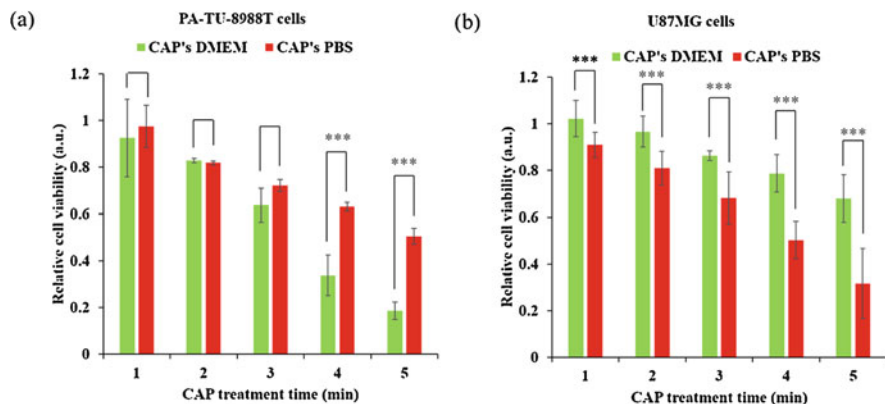 (a)
PA-TU-8988T cells
CAP's DMEM CAP's PBS
Relative cell viability (a.u.)
1.2
1
0.8
0.6
0.4
0.2
0
***
***
1 2 3 4 5
CAP treatment time (min)
(b)
U87MG cells
CAP's DMEM CAP's PBS
Relative cell viability (a.u.)
1.2
1
0.8
0.6
0.4
0.2
0
***
***
***
***
***
1 2 3 4 5
CAP treatment time (min)